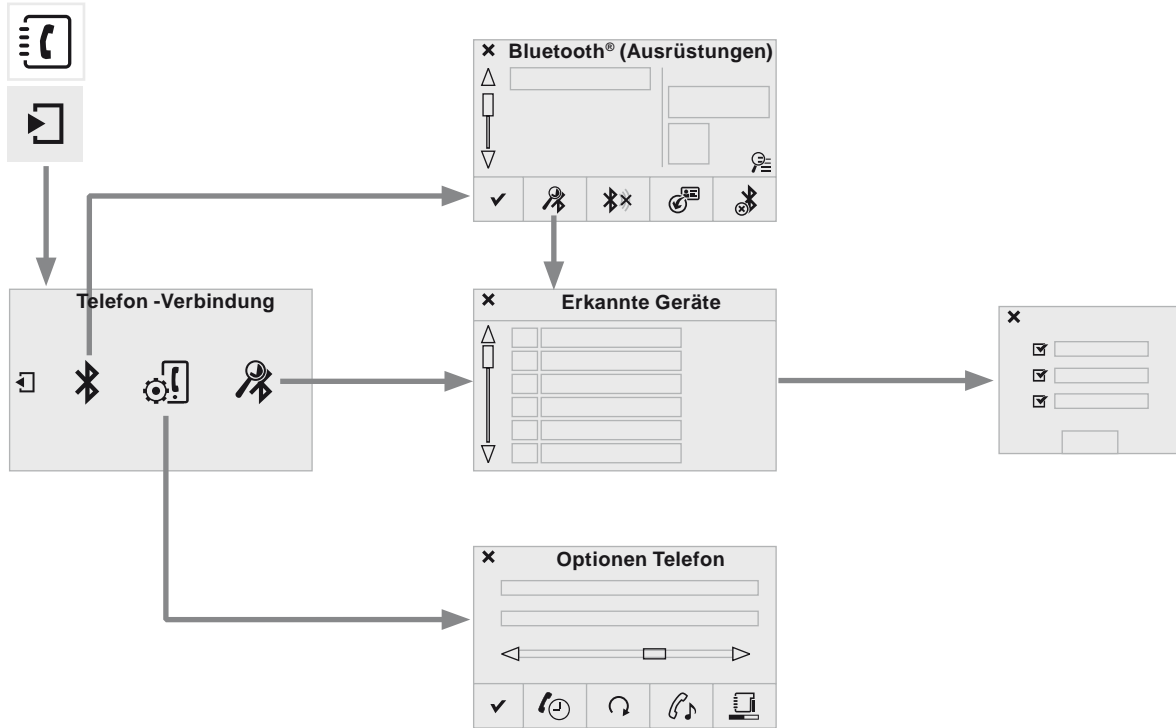 Bluetooth® (Ausrüstungen)
Telefon -Verbindung
Erkannte Geräte
Optionen Telefon